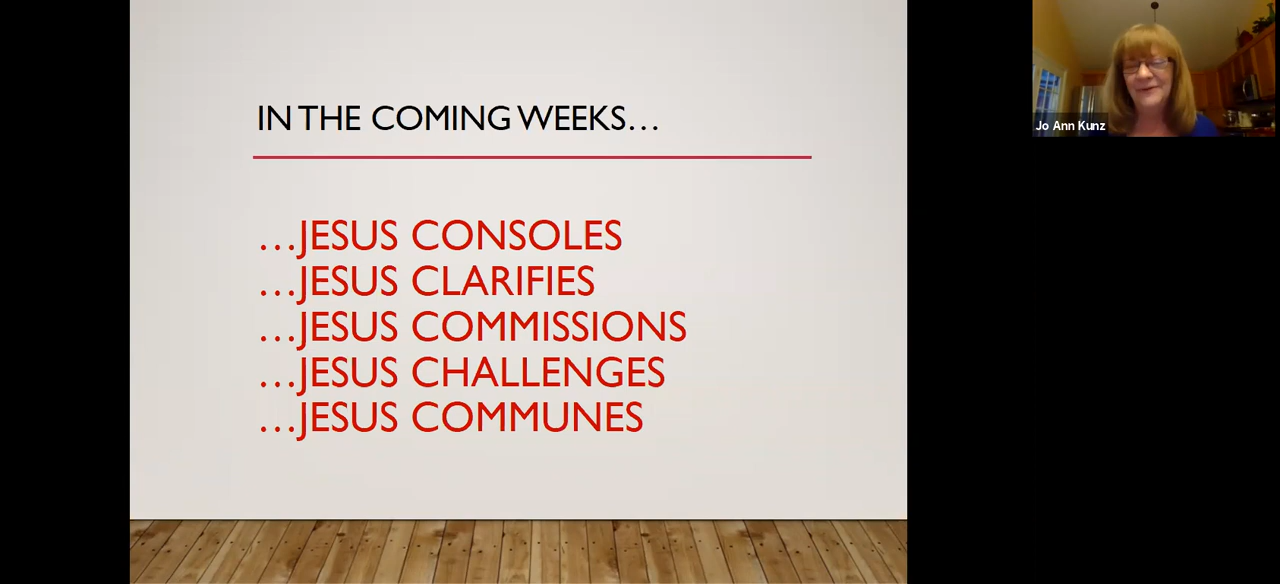 IN THE COMING WEEKS…
…JESUS CONSOLES
…JESUS CLARIFIES
…JESUS COMMISSIONS
…JESUS CHALLENGES
…JESUS COMMUNES
Jo Ann Kunz